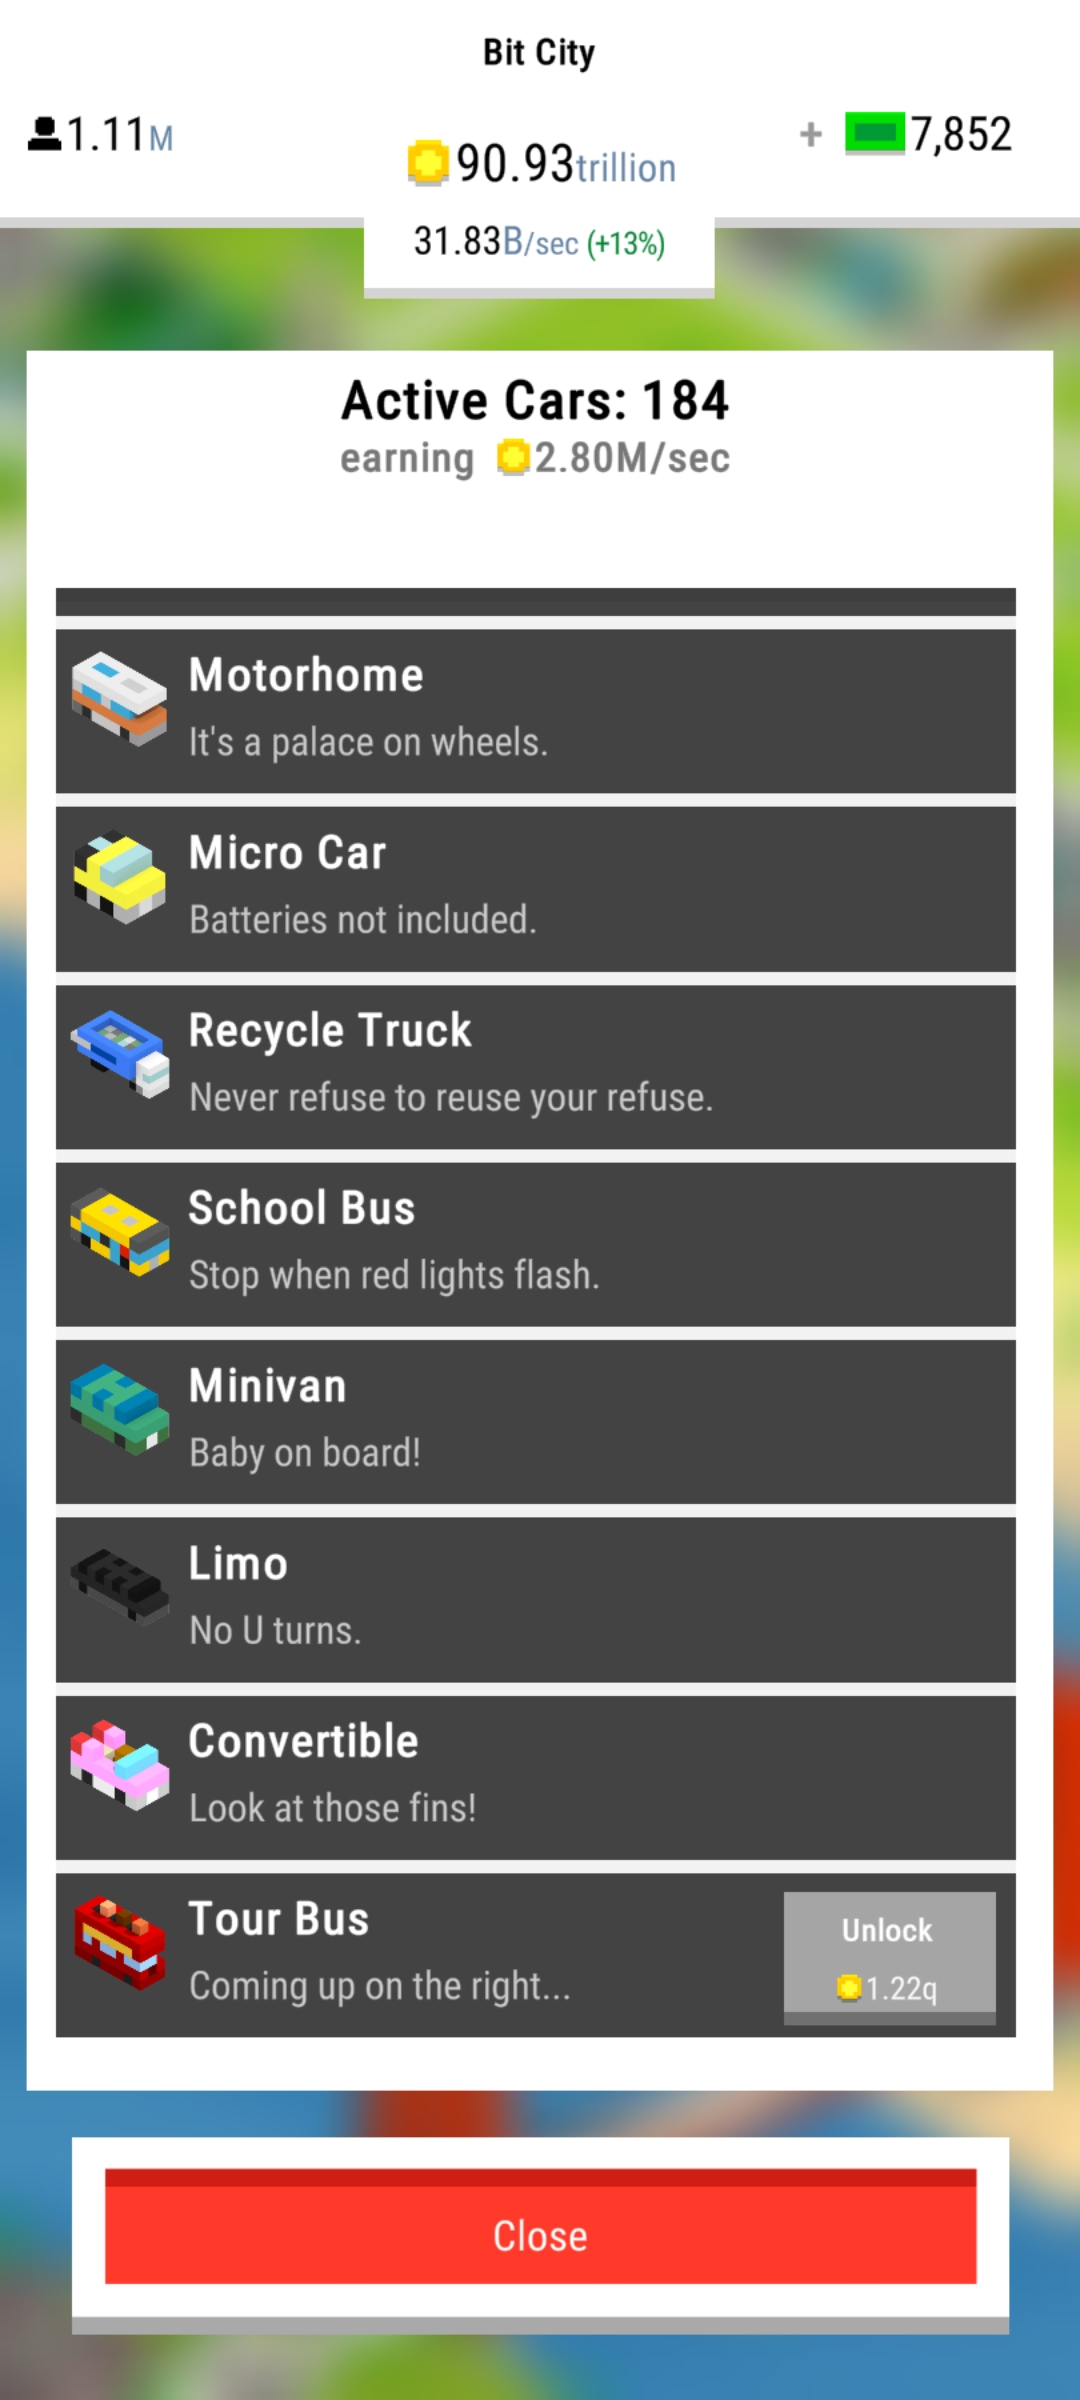 Bit City
1.11M
90.93trillion
+ 7,852
31.83B/sec (+13%)
Active Cars: 184
earning 2.80M/sec
Motorhome
It's a palace on wheels.
Micro Car
Batteries not included.
Recycle Truck
Never refuse to reuse your refuse.
School Bus
Stop when red lights flash.
Minivan
Baby on board!
Limo
No U turns.
Convertible
Look at those fins!
Tour Bus
Coming up on the right...
Unlock
1.22q
Close